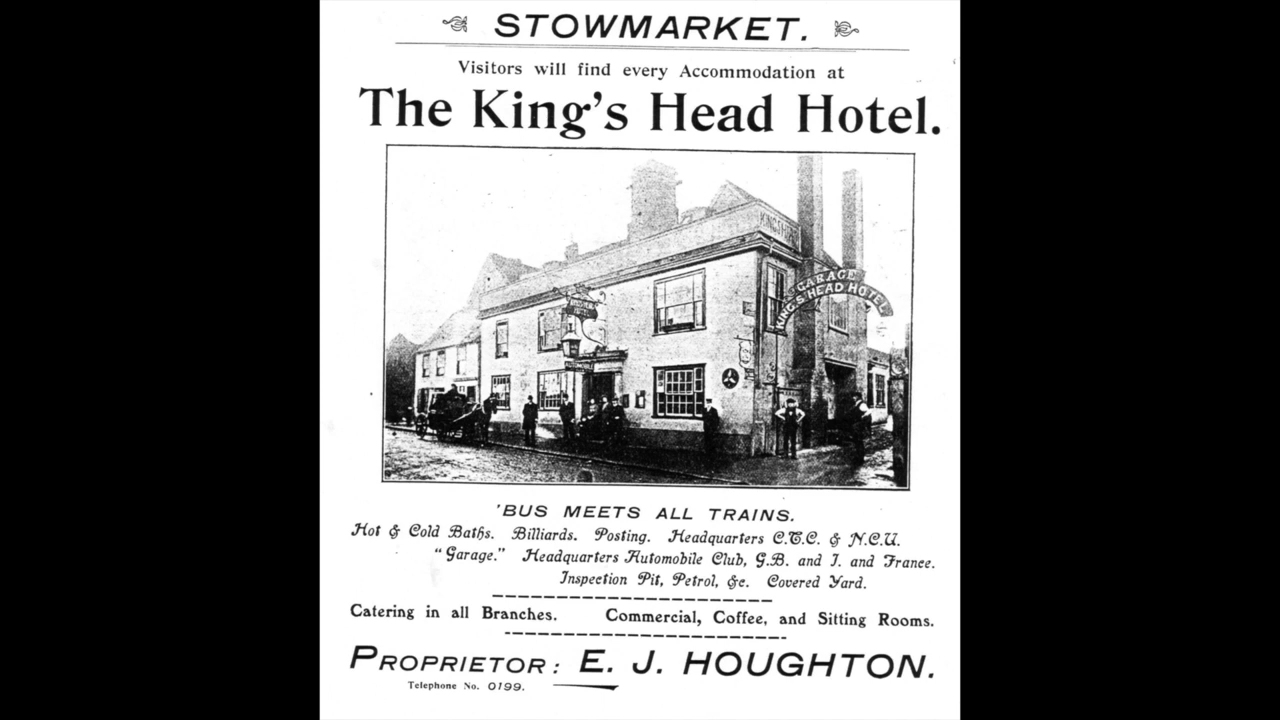 STOWMARKET.
Visitors will find every Accommodation at
The King's Head Hotel.
KING'S HEAD
GARAGE
KING'S HEAD HOTEL
'BUS MEETS ALL TRAINS.
Hot & Cold Baths. Billiards. Posting. Headquarters C.T.C. & N.C.U.
"Garage." Headquarters Automobile Club, G.B. and I. and France.
Inspection Pit, Petrol, &c. Covered Yard.
Catering in all Branches. Commercial, Coffee, and Sitting Rooms.
PROPRIETOR: E. J. HOUGHTON.
Telephone No. 0199.